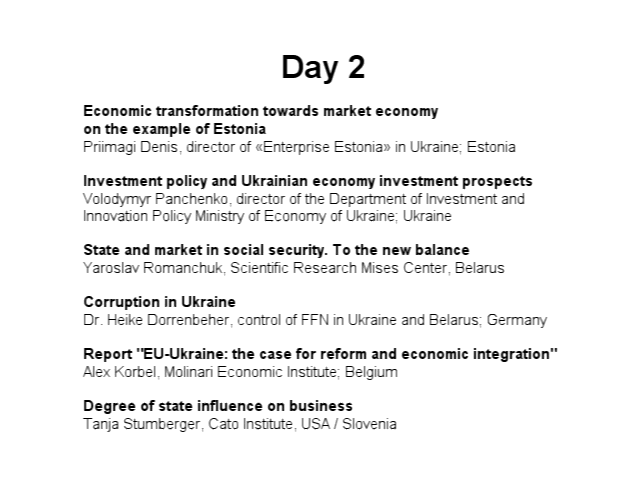 Day 2
Economic transformation towards market economy
on the example of Estonia
Priimagi Denis, director of «Enterprise Estonia» in Ukraine; Estonia
Investment policy and Ukrainian economy investment prospects
Volodymyr Panchenko, director of the Department of Investment and
Innovation Policy Ministry of Economy of Ukraine; Ukraine
State and market in social security. To the new balance
Yaroslav Romanchuk, Scientific Research Mises Center, Belarus
Corruption in Ukraine
Dr. Heike Dorrenbeher, control of FFN in Ukraine and Belarus; Germany
Report "EU-Ukraine: the case for reform and economic integration"
Alex Korbel, Molinari Economic Institute; Belgium
Degree of state influence on business
Tanja Stumberger, Cato Institute, USA / Slovenia